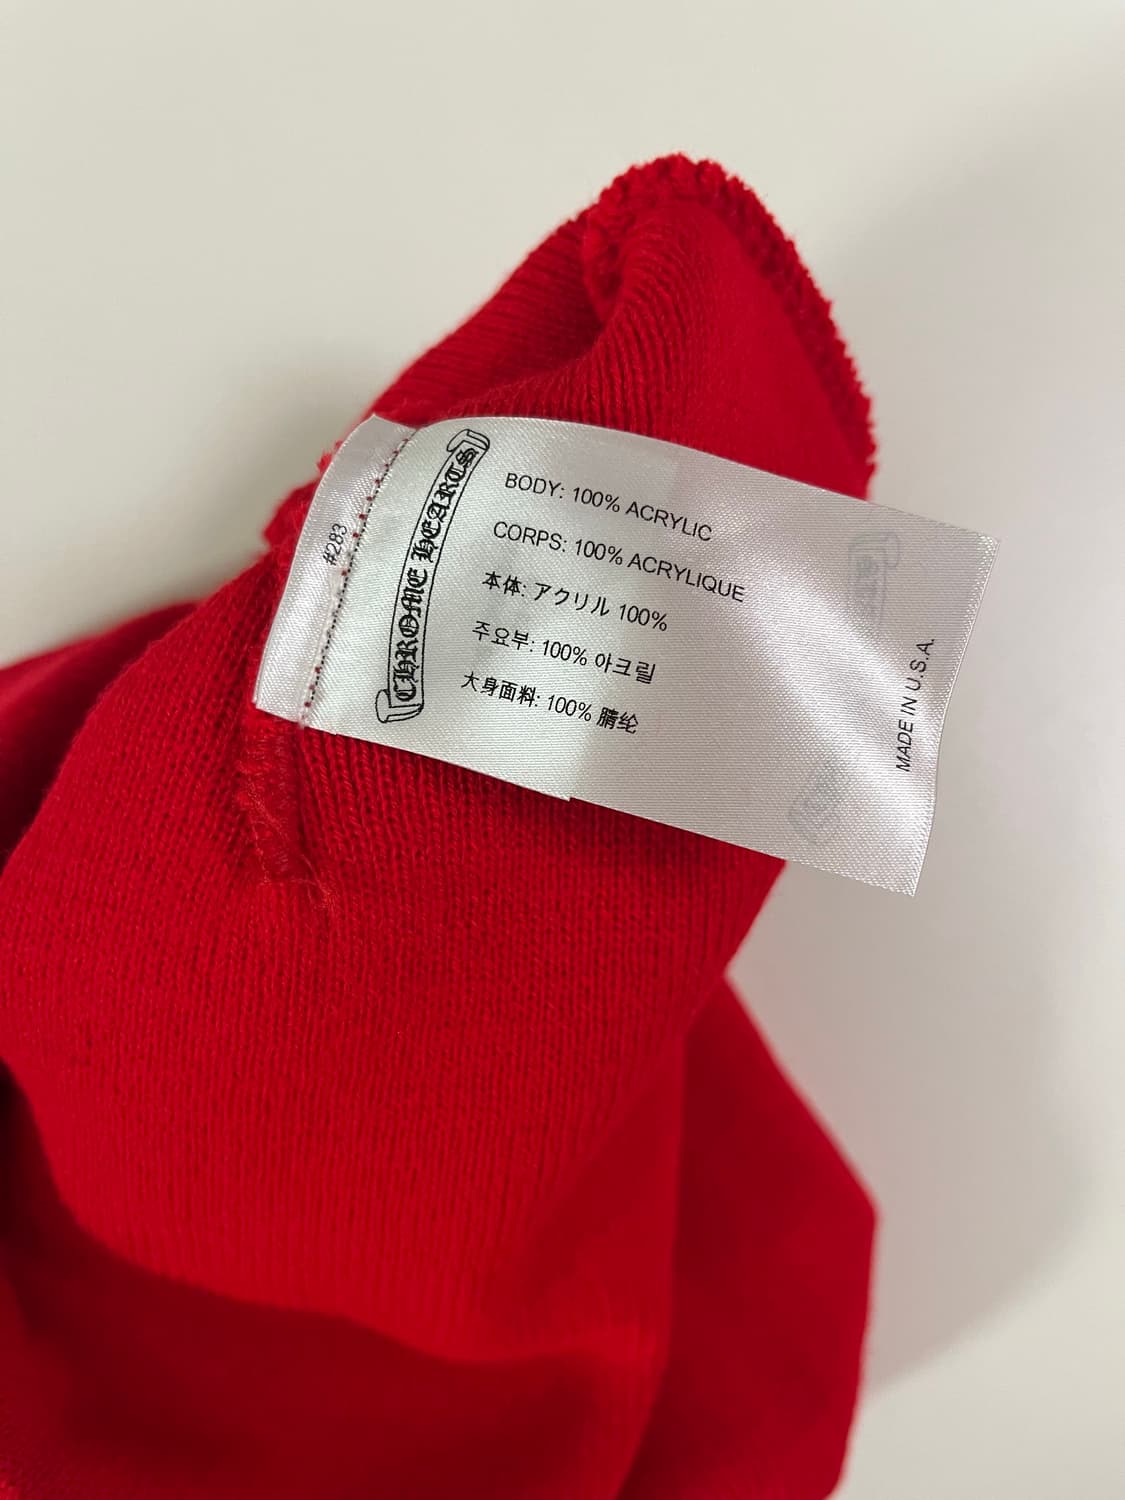 #283
CHROME HEARTS
BODY: 100% ACRYLIC
CORPS: 100% ACRYLIQUE
本体: アクリル 100%
주요부: 100% 아크릴
大身面料: 100% 腈纶
MADE IN U.S.A.